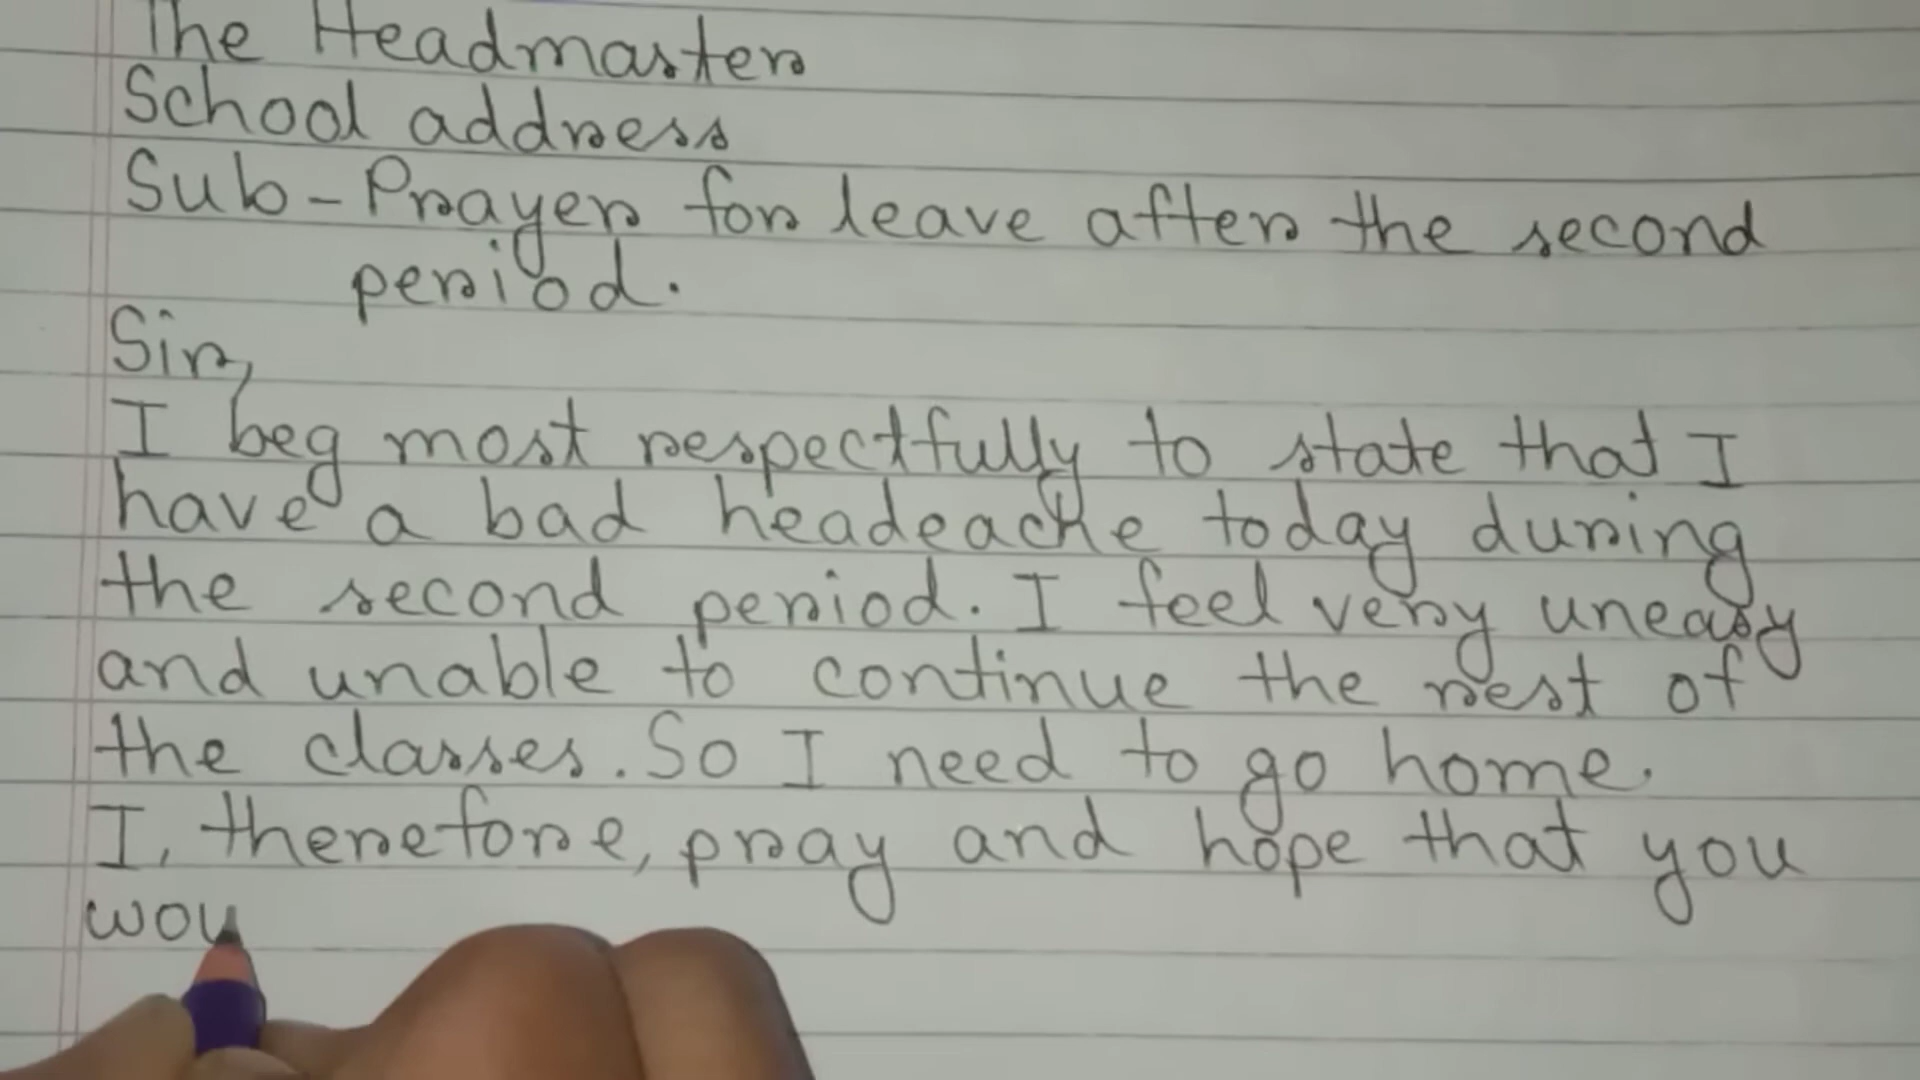 The Headmaster
School address
Sub-Prayer for leave after the second
period.
Sir,
I beg most respectfully to state that I
have a bad headeache today during
the second period. I feel very uneasy
and unable to continue the rest of
the classes. So I need to go home.
I, therefore, pray and hope that you
wou